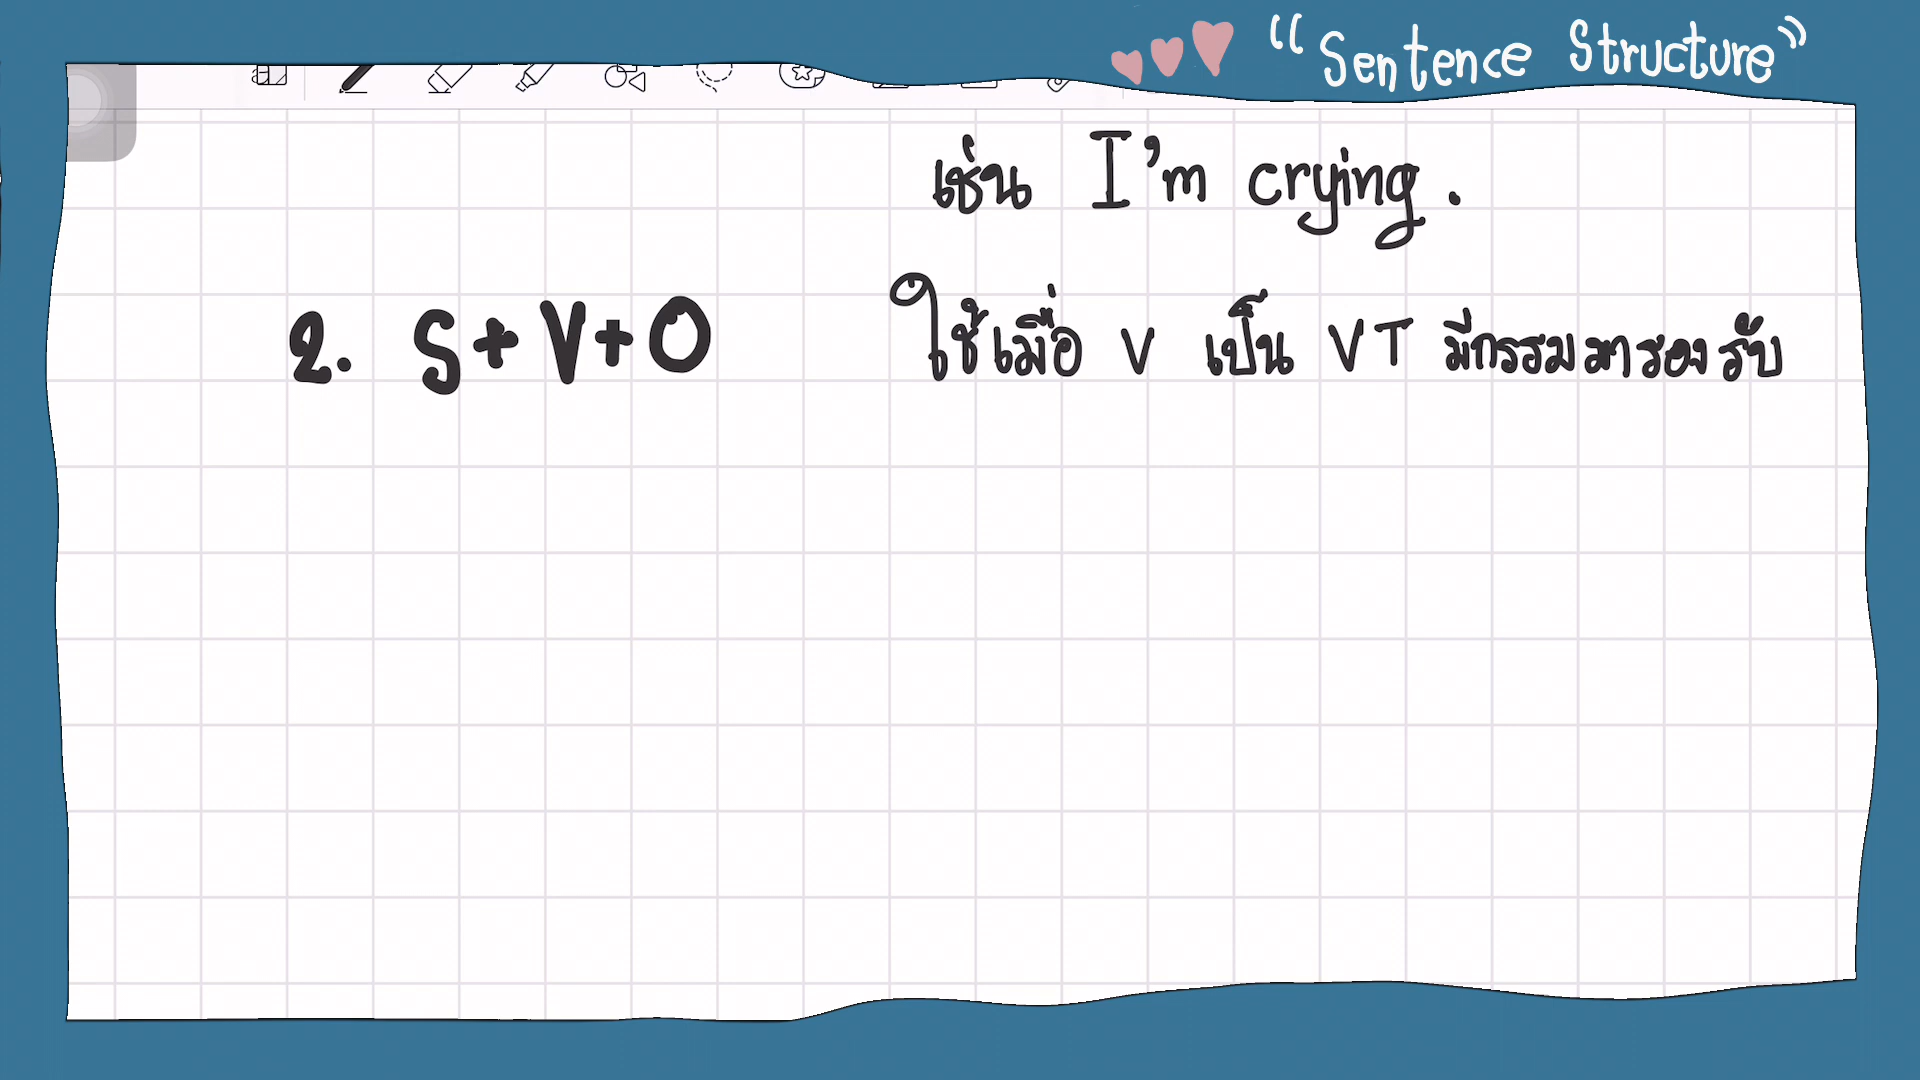 “Sentence Structure”
เช่น I'm crying.
2. S+V+O ใช้เมื่อ V เป็น VT มีกรรมมารองรับ